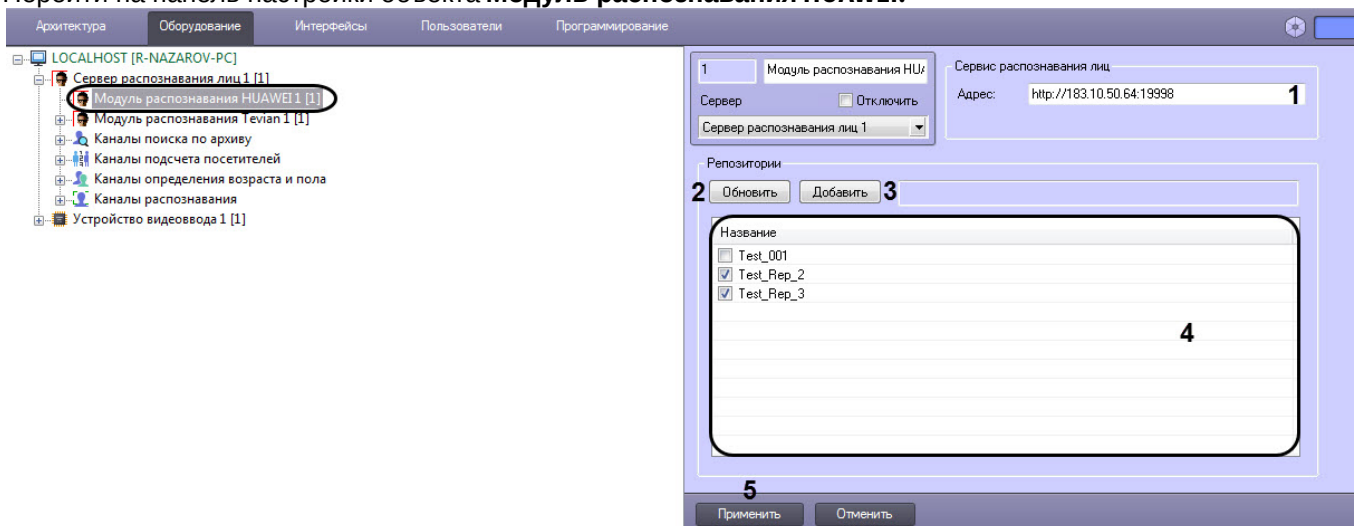 Перейти на панель настройки объекта Модуль распознавания HUAWEI.
Архитектура Оборудование Интерфейсы Пользователи Программирование
LOCALHOST [R-NAZAROV-PC]
Сервер распознавания лиц 1 [1]
Модуль распознавания HUAWEI 1 [1]
Модуль распознавания Tevian 1 [1]
Каналы поиска по архиву
Каналы подсчета посетителей
Каналы определения возраста и пола
Каналы распознавания
Устройство видеоввода 1 [1]
1 Модуль распознавания HU
Сервер Отключить
Сервер распознавания лиц 1
Сервис распознавания лиц
Адрес: http://183.10.50.64:19998 1
Репозитории
2 Обновить Добавить 3
Название
Test_001
Test_Rep_2
Test_Rep_3
4
5
Применить Отменить